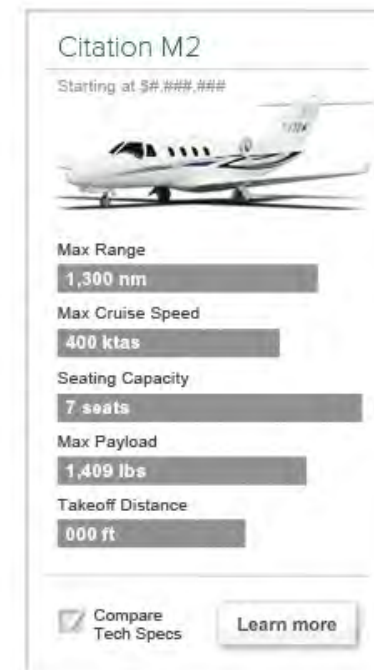 Citation M2
Starting at $#,###,###
Max Range
1,300 nm
Max Cruise Speed
400 ktas
Seating Capacity
7 seats
Max Payload
1,409 lbs
Takeoff Distance
000 ft
Compare
Tech Specs
Learn more